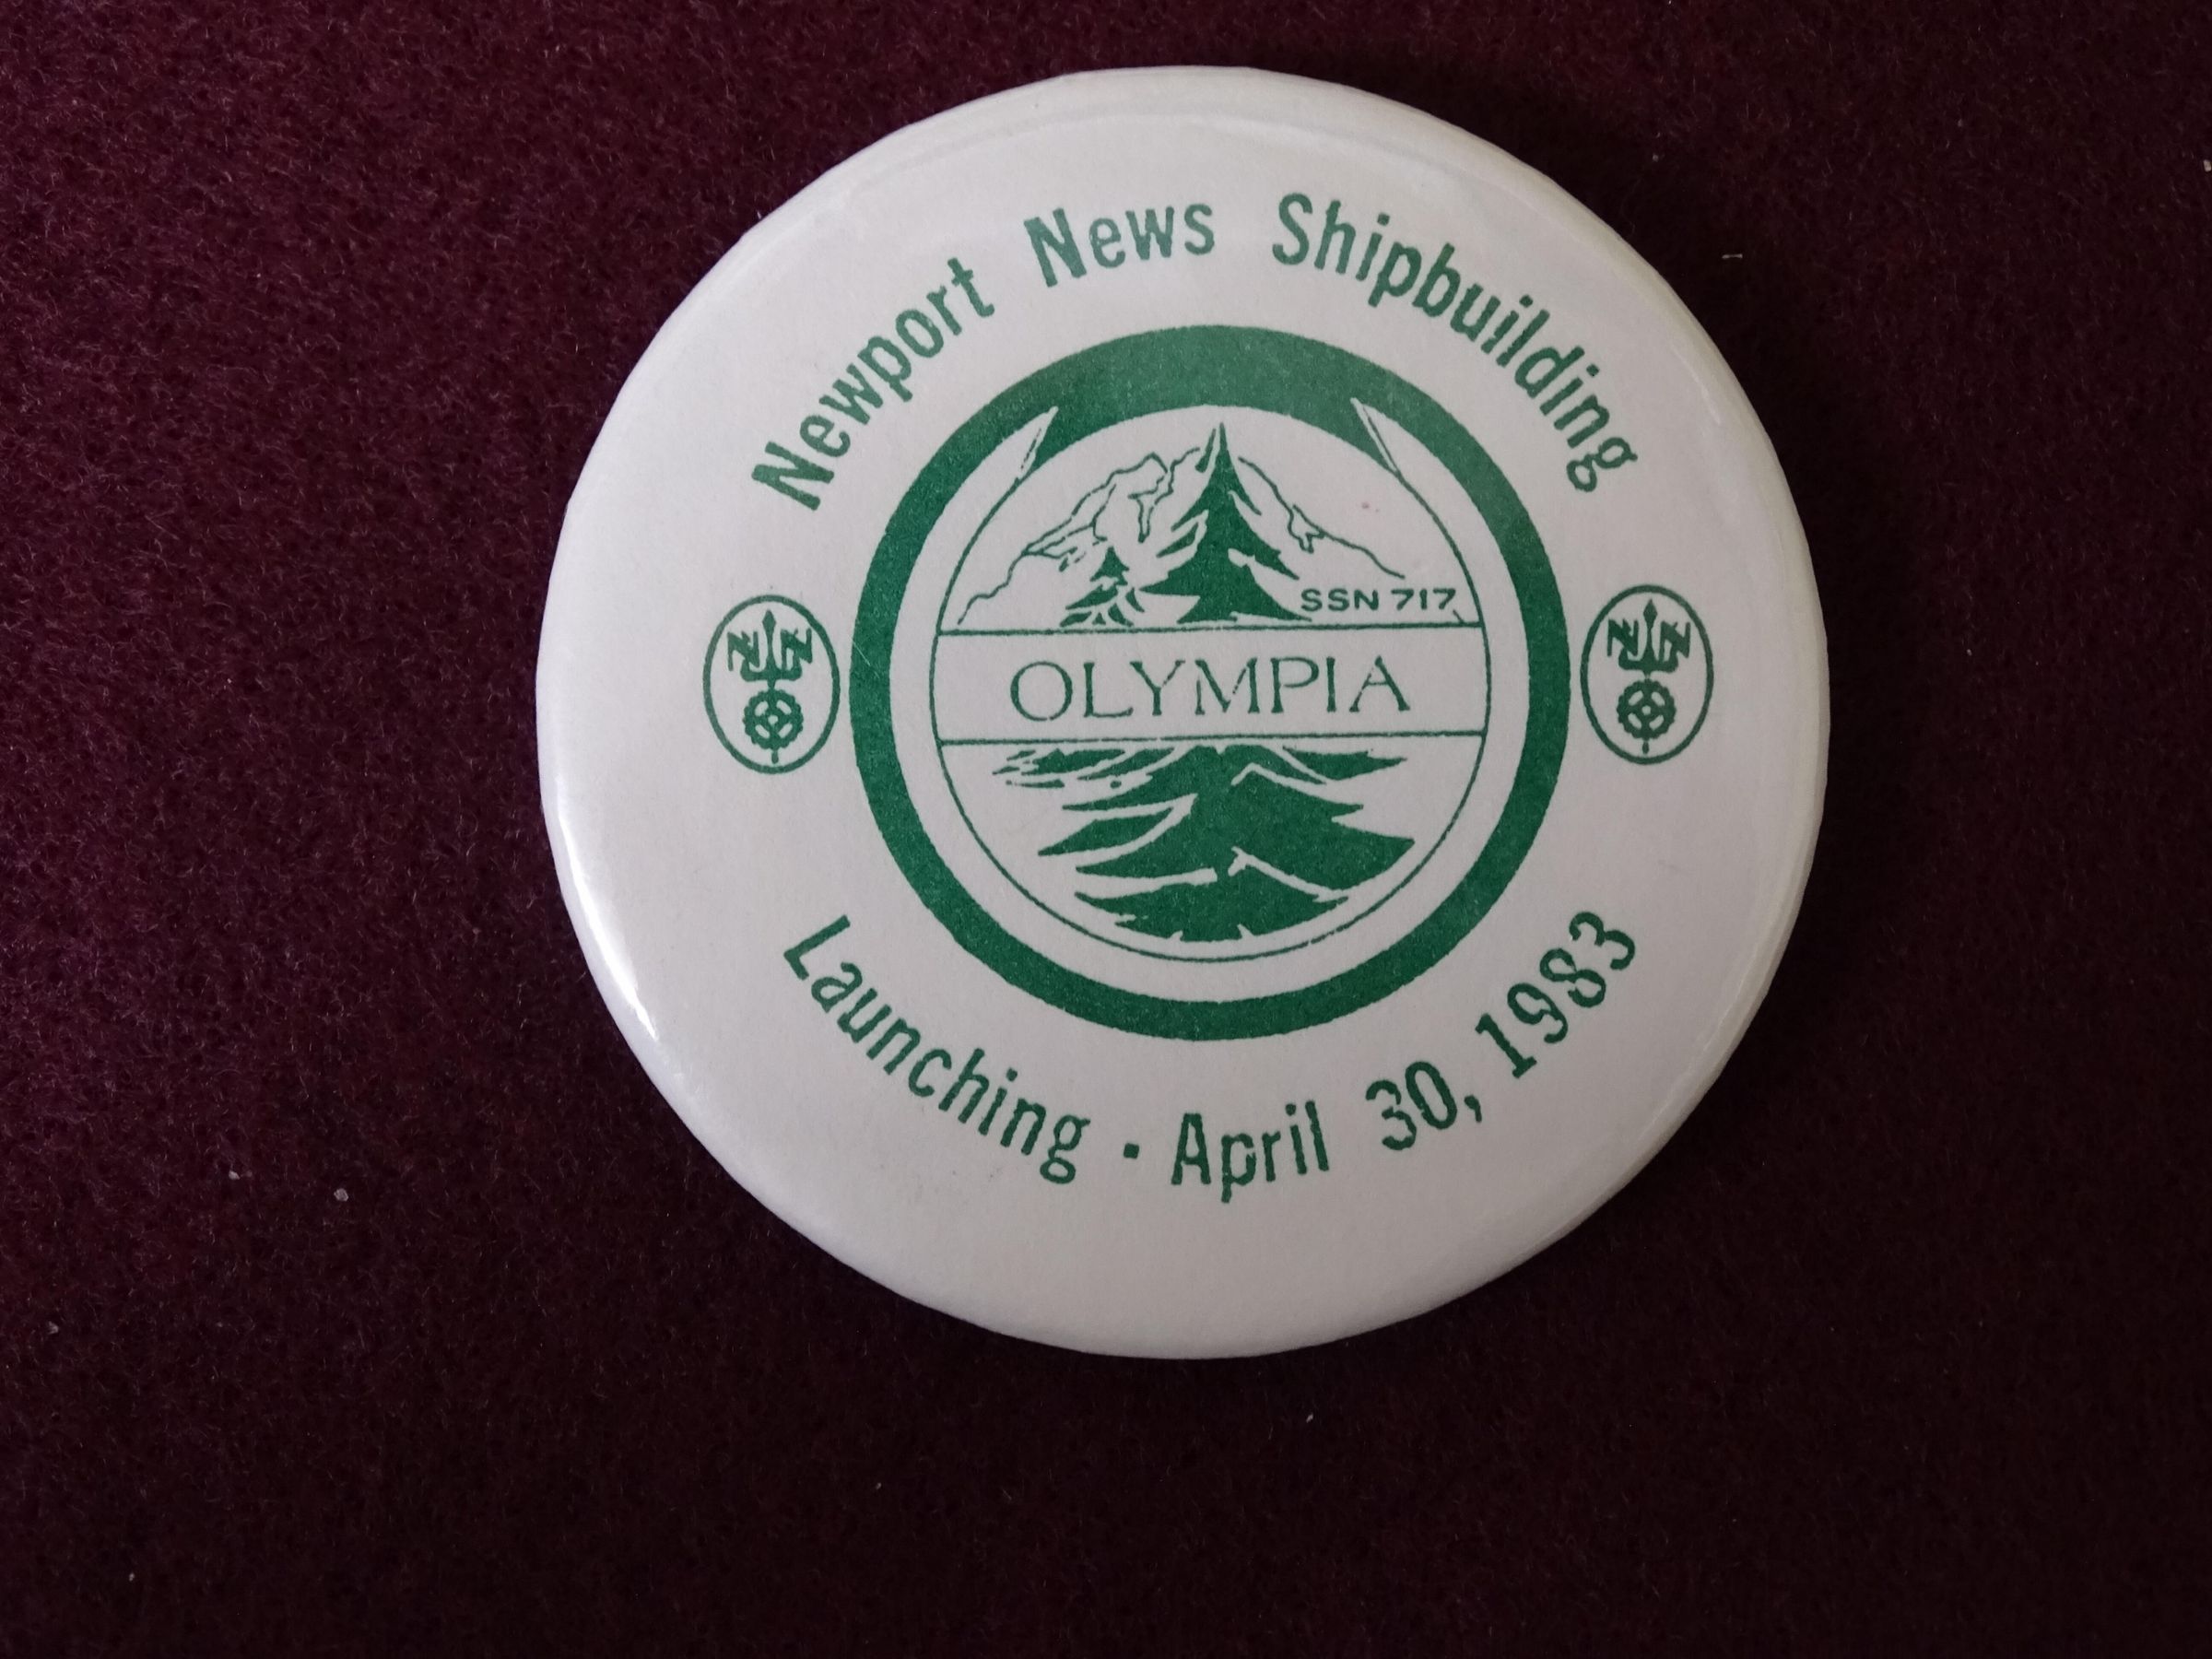 Newport News Shipbuilding
SSN 717
OLYMPIA
Launching · April 30, 1983